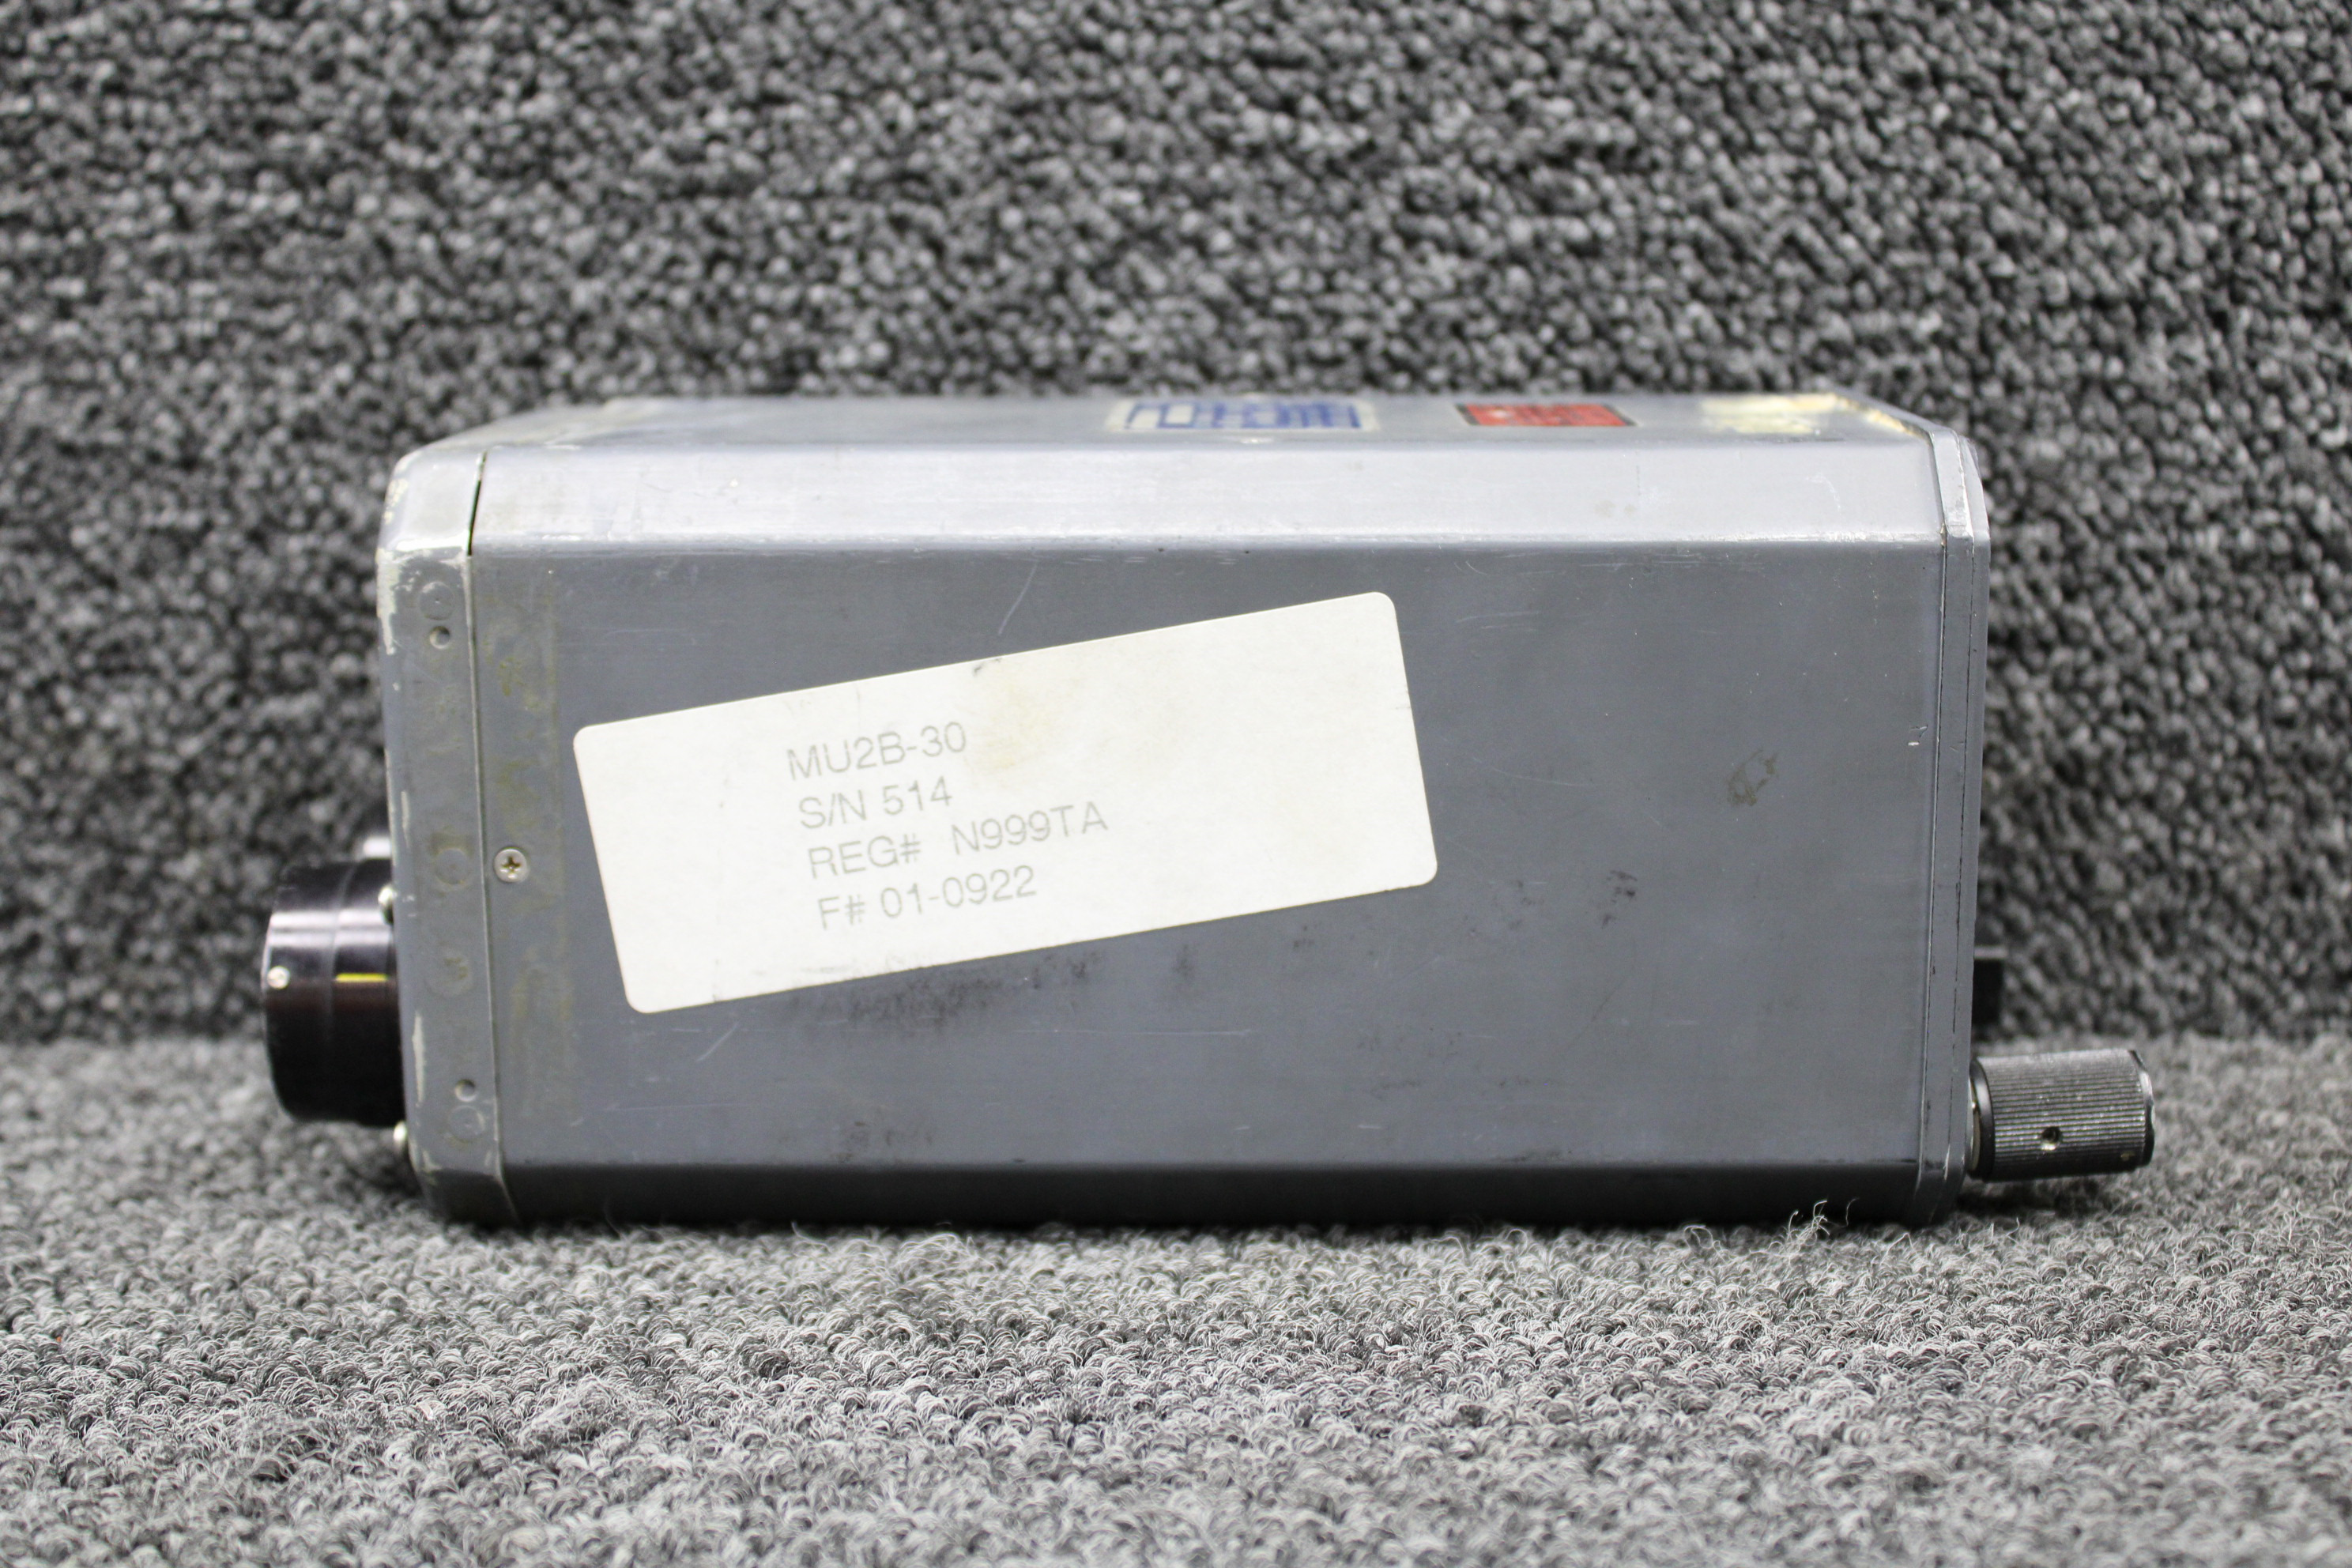 MU2B-30
S/N 514
REG# N999TA
F# 01-0922